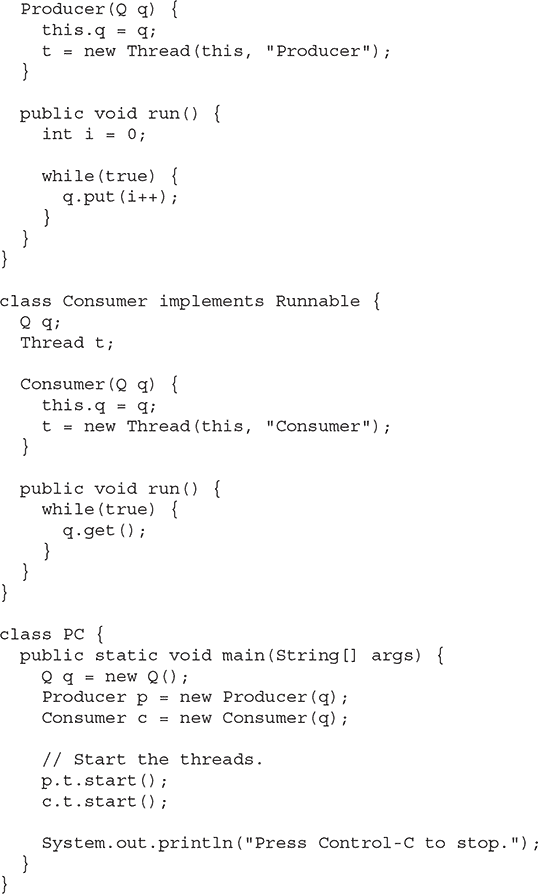 Producer(Q q) {
    this.q = q;
    t = new Thread(this, "Producer");
  }

  public void run() {
    int i = 0;

    while(true) {
      q.put(i++);
    }
  }
}

class Consumer implements Runnable {
  Q q;
  Thread t;

  Consumer(Q q) {
    this.q = q;
    t = new Thread(this, "Consumer");
  }

  public void run() {
    while(true) {
      q.get();
    }
  }
}

class PC {
  public static void main(String[] args) {
    Q q = new Q();
    Producer p = new Producer(q);
    Consumer c = new Consumer(q);

    // Start the threads.
    p.t.start();
    c.t.start();

    System.out.println("Press Control-C to stop.");
  }
}